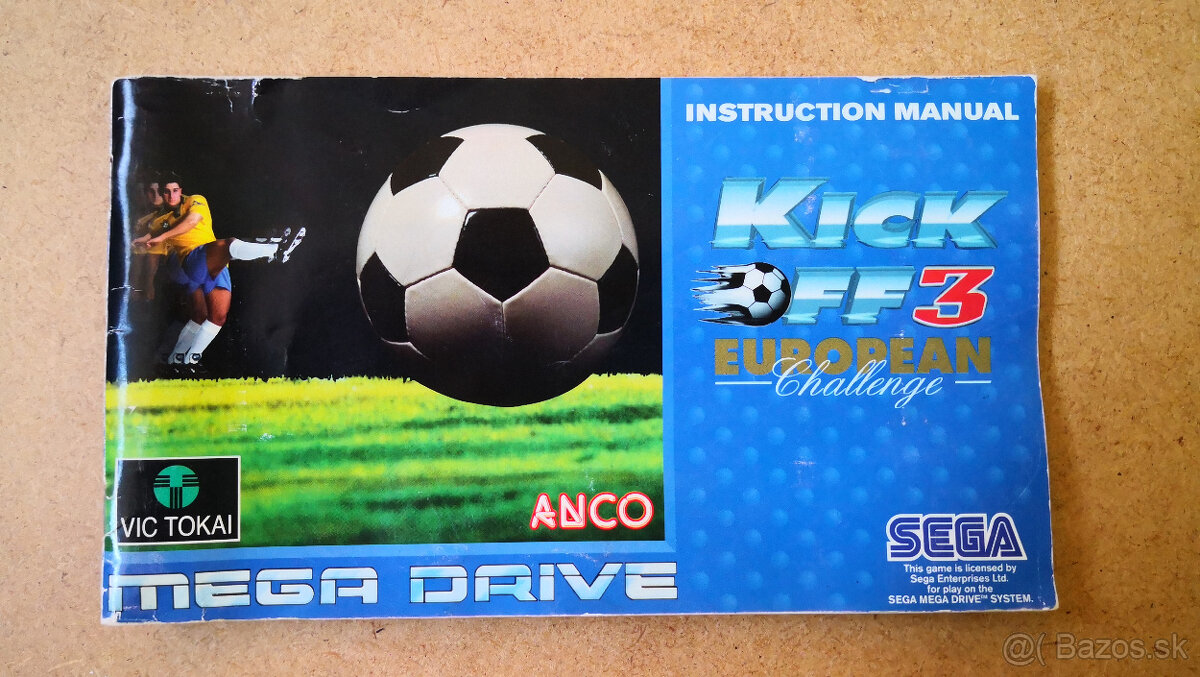 INSTRUCTION MANUAL
KICK
OFF 3
EUROPEAN
Challenge
VIC TOKAI
ANCO
MEGA DRIVE
SEGA
This game is licensed by
Sega Enterprises Ltd.
for play on the
SEGA MEGA DRIVE™ SYSTEM.
@( Bazos.sk